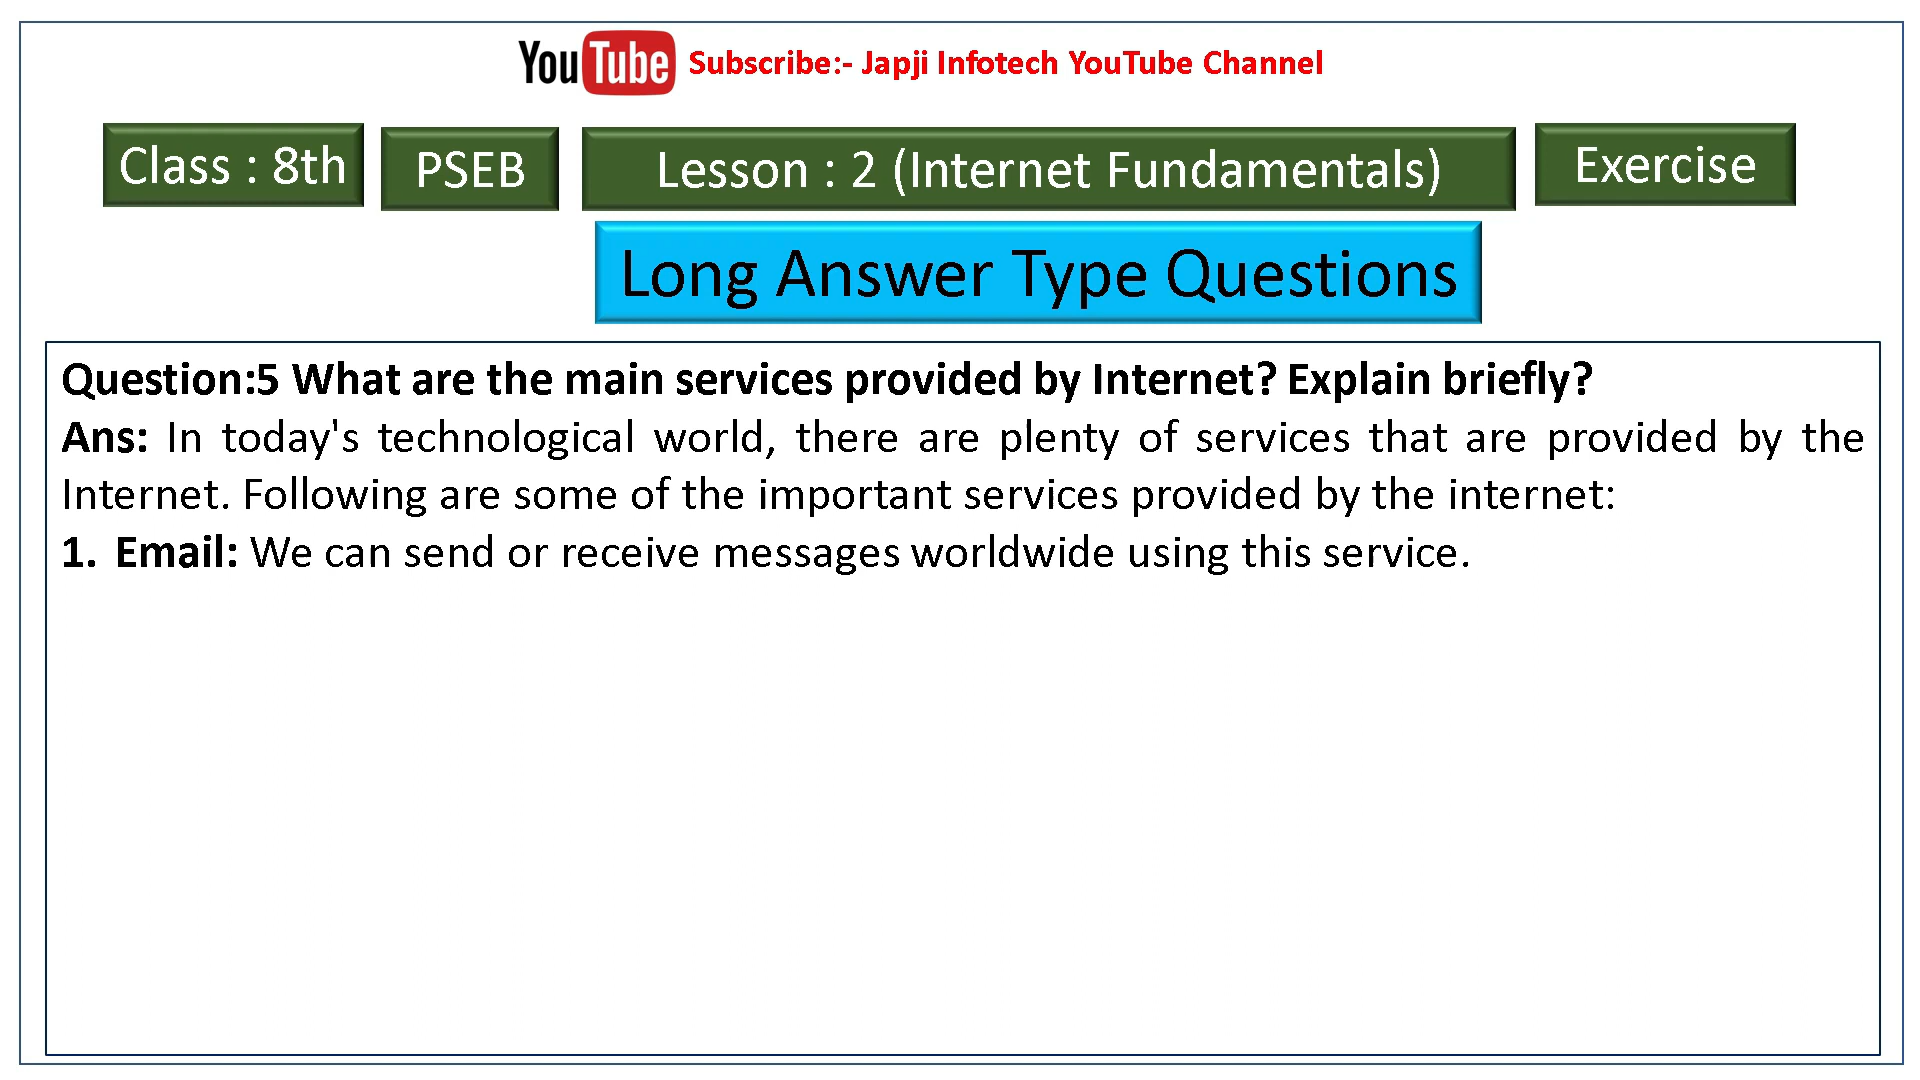 YouTube Subscribe:- Japji Infotech YouTube Channel
Class : 8th PSEB Lesson : 2 (Internet Fundamentals) Exercise
Long Answer Type Questions
Question:5 What are the main services provided by Internet? Explain briefly?
Ans: In today's technological world, there are plenty of services that are provided by the
Internet. Following are some of the important services provided by the internet:
1. Email: We can send or receive messages worldwide using this service.